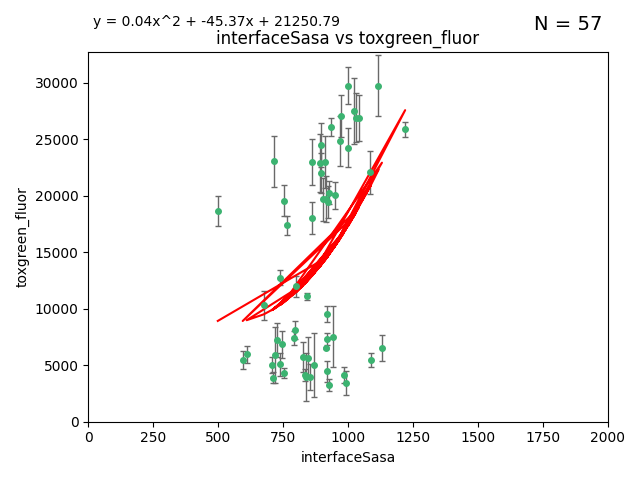 y = 0.04x^2 + -45.37x + 21250.79
N = 57
interfaceSasa vs toxgreen_fluor
30000
25000
20000
15000
10000
5000
0
toxgreen_fluor
0 250 500 750 1000 1250 1500 1750 2000
interfaceSasa